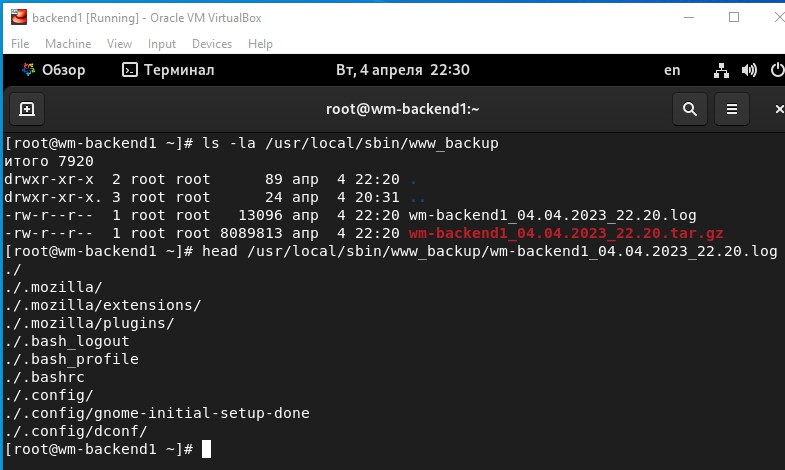 backend1 [Running] - Oracle VM VirtualBox
File Machine View Input Devices Help
Обзор Терминал Вт, 4 апреля 22:30 en
root@wm-backend1:~
[root@wm-backend1 ~]# ls -la /usr/local/sbin/www_backup
итого 7920
drwxr-xr-x  2 root root      89 апр  4 22:20 .
drwxr-xr-x. 3 root root      24 апр  4 20:31 ..
-rw-r--r--  1 root root   13096 апр  4 22:20 wm-backend1_04.04.2023_22.20.log
-rw-r--r--  1 root root 8089813 апр  4 22:20 wm-backend1_04.04.2023_22.20.tar.gz
[root@wm-backend1 ~]# head /usr/local/sbin/www_backup/wm-backend1_04.04.2023_22.20.log
./
./.mozilla/
./.mozilla/extensions/
./.mozilla/plugins/
./.bash_logout
./.bash_profile
./.bashrc
./.config/
./.config/gnome-initial-setup-done
./.config/dconf/
[root@wm-backend1 ~]#